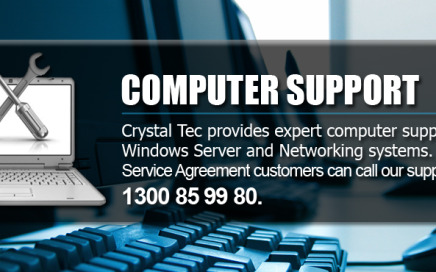 COMPUTER SUPPORT
Crystal Tec provides expert computer supp
Windows Server and Networking systems.
Service Agreement customers can call our supp
1300 85 99 80.